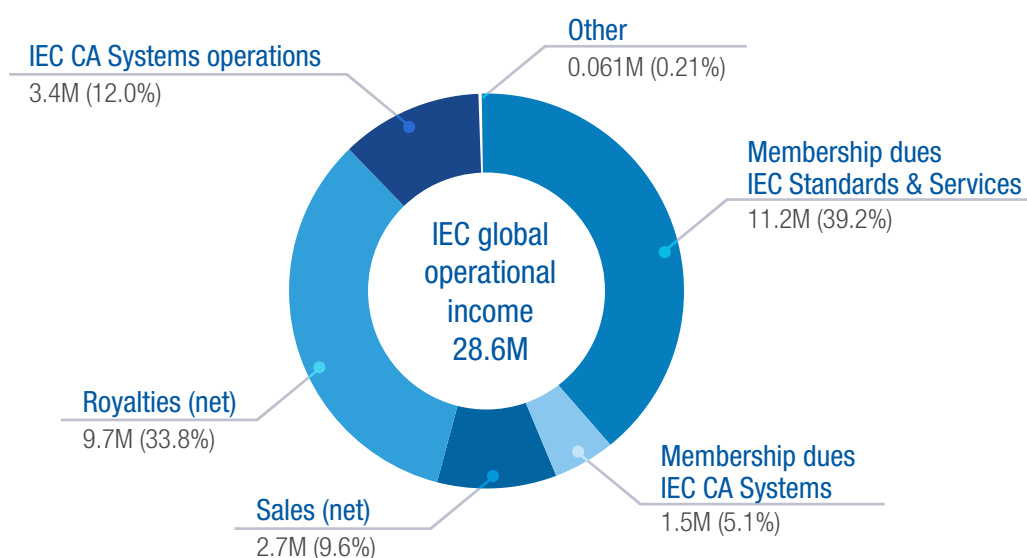 Other
0.061M (0.21%)
IEC CA Systems operations
3.4M (12.0%)
Membership dues
IEC Standards & Services
11.2M (39.2%)
IEC global
operational
income
28.6M
Royalties (net)
9.7M (33.8%)
Membership dues
IEC CA Systems
1.5M (5.1%)
Sales (net)
2.7M (9.6%)